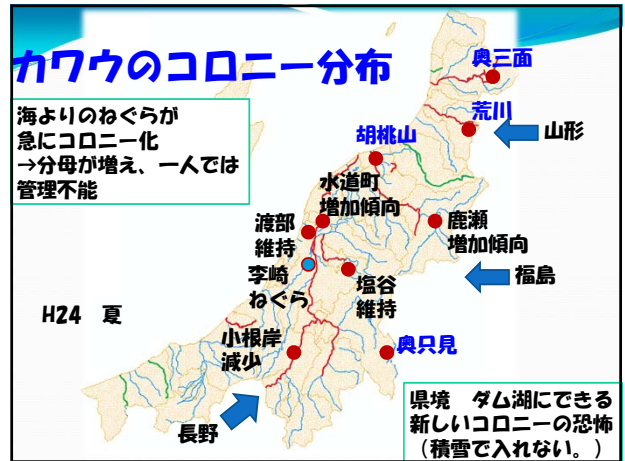 カワウのコロニー分布
海よりのねぐらが
急にコロニー化
→分母が増え、一人では
管理不能
奥三面
荒川
山形
胡桃山
水道町
増加傾向
渡部
維持
鹿瀬
増加傾向
李崎
ねぐら
塩谷
維持
福島
H24 夏
小根岸
減少
奥只見
長野
県境 ダム湖にできる
新しいコロニーの恐怖
(積雪で入れない。)